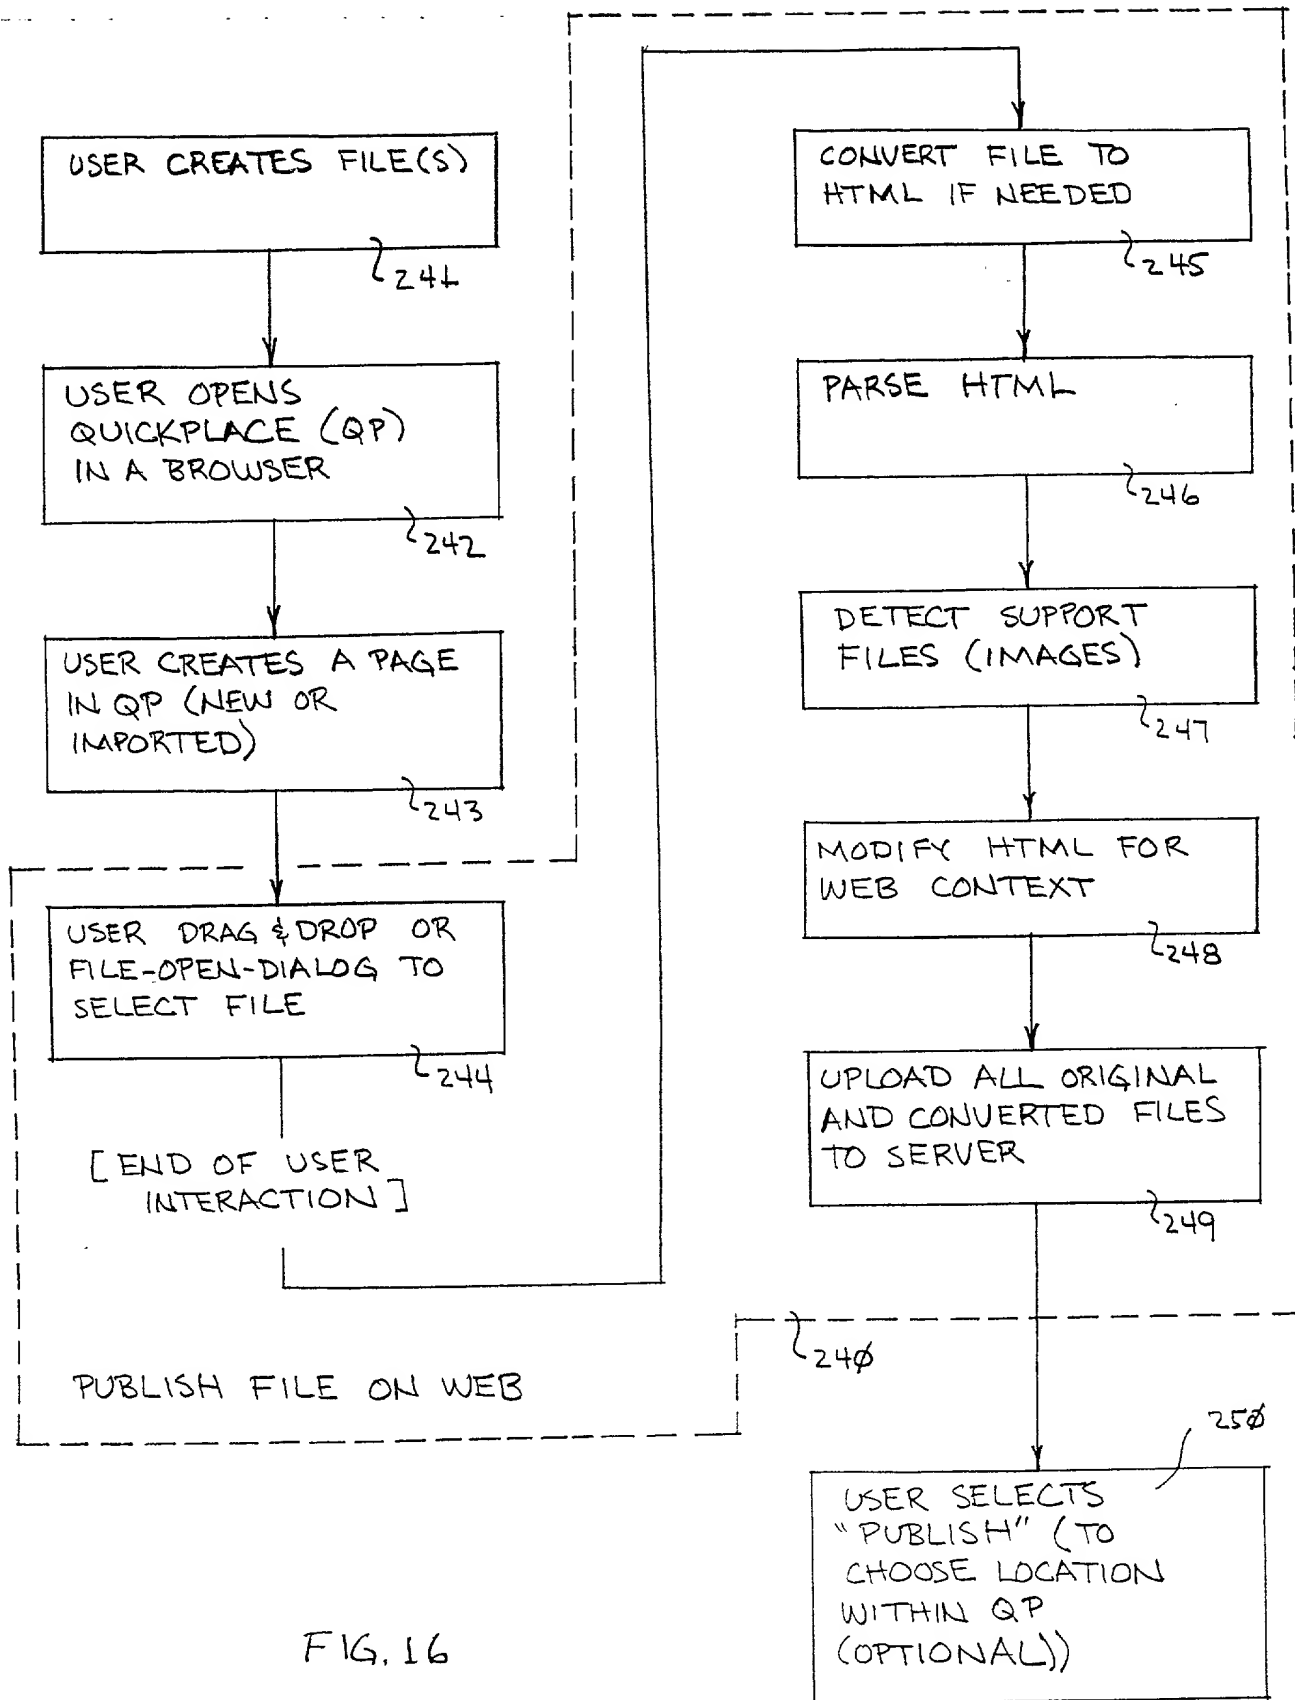 USER CREATES FILE(S)
241
USER OPENS
QUICKPLACE (QP)
IN A BROWSER
242
USER CREATES A PAGE
IN QP (NEW OR
IMPORTED)
243
USER DRAG & DROP OR
FILE-OPEN-DIALOG TO
SELECT FILE
244
[END OF USER
INTERACTION]
PUBLISH FILE ON WEB
CONVERT FILE TO
HTML IF NEEDED
245
PARSE HTML
246
DETECT SUPPORT
FILES (IMAGES)
247
MODIFY HTML FOR
WEB CONTEXT
248
UPLOAD ALL ORIGINAL
AND CONVERTED FILES
TO SERVER
249
240
250
USER SELECTS
"PUBLISH" (TO
CHOOSE LOCATION
WITHIN QP
(OPTIONAL))
FIG. 16